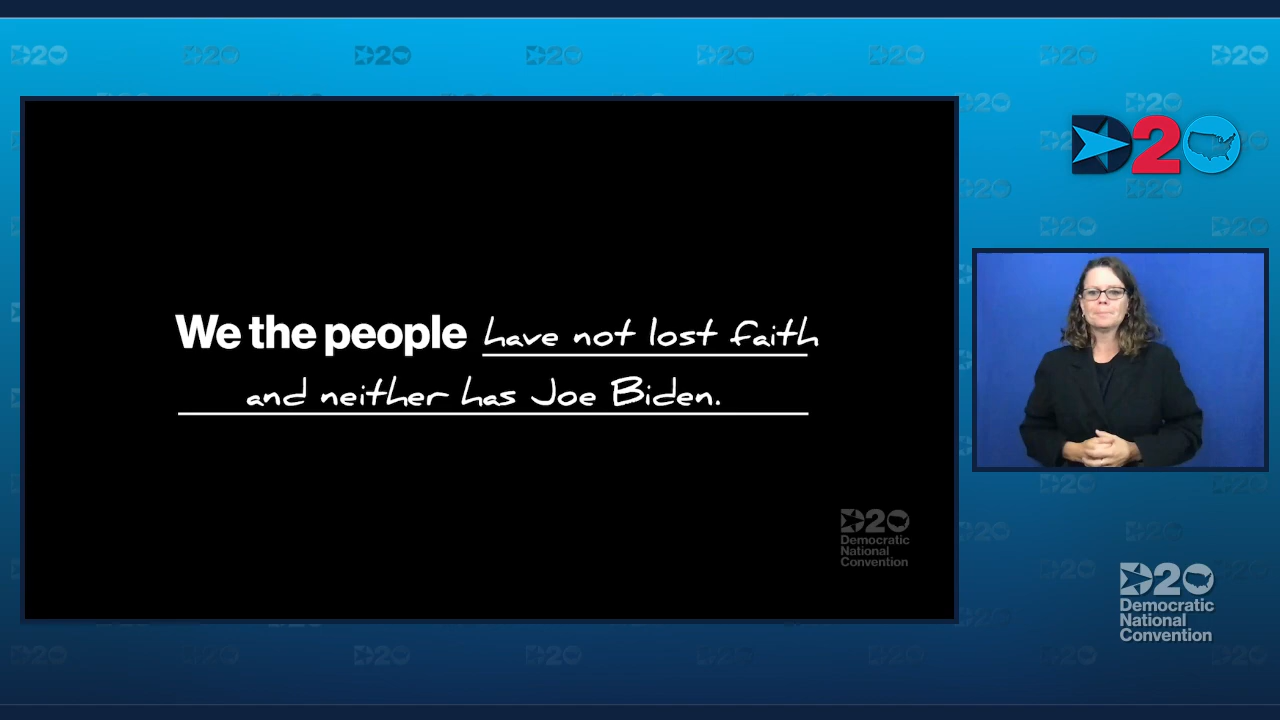 D20
We the people have not lost faith
and neither has Joe Biden.
D20
Democratic
National
Convention
D20
Democratic
National
Convention